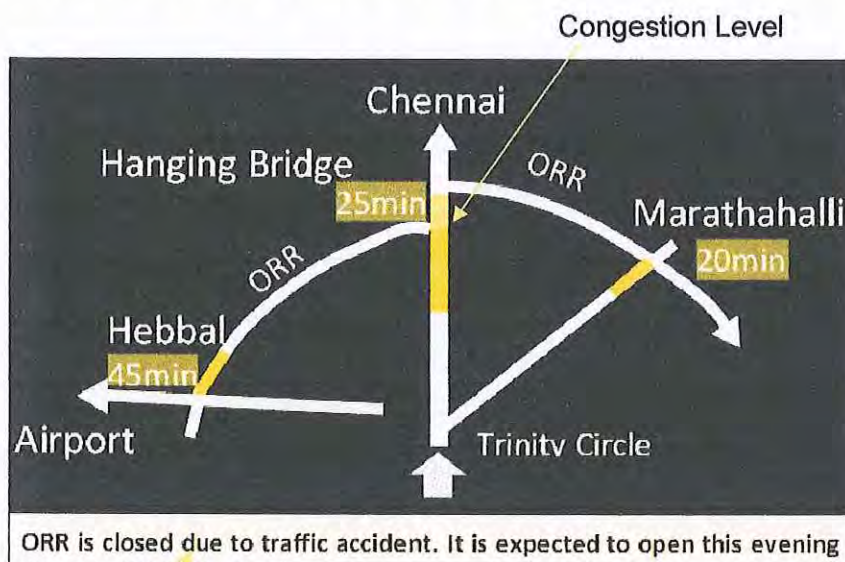 Congestion Level
Chennai
Hanging Bridge
25min
ORR
Marathahalli
20min
ORR
Hebbal
45min
Airport
Trinity Circle
ORR is closed due to traffic accident. It is expected to open this evening